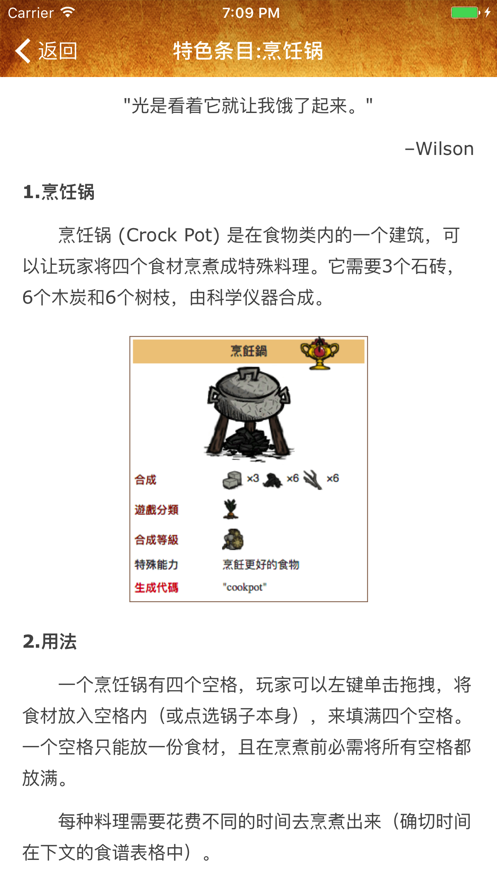 Carrier 7:09 PM
返回 特色条目:烹饪锅
"光是看着它就让我饿了起来。"
–Wilson
1.烹饪锅
烹饪锅 (Crock Pot) 是在食物类内的一个建筑，可
以让玩家将四个食材烹煮成特殊料理。它需要3个石砖，
6个木炭和6个树枝，由科学仪器合成。
烹飪鍋
合成 ×3 ×6 ×6
遊戲分類
合成等級
特殊能力 烹飪更好的食物
生成代碼 "cookpot"
2.用法
一个烹饪锅有四个空格，玩家可以左键单击拖拽，将
食材放入空格内（或点选锅子本身），来填满四个空格。
一个空格只能放一份食材，且在烹煮前必需将所有空格都
放满。
每种料理需要花费不同的时间去烹煮出来（确切时间
在下文的食谱表格中）。